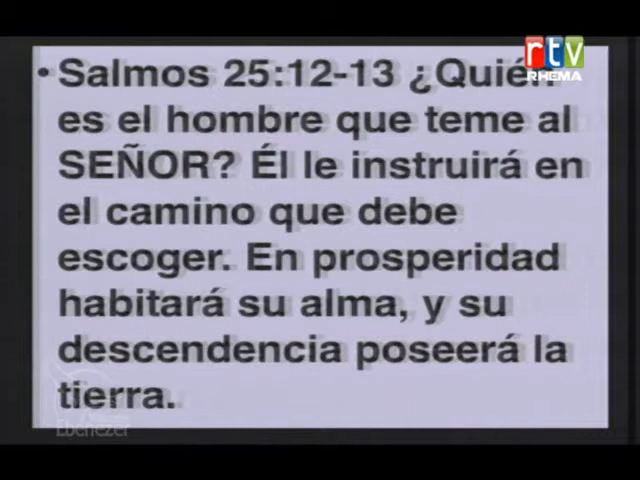 rtv
RHEMA
• Salmos 25:12-13 ¿Quién
es el hombre que teme al
SEÑOR? Él le instruirá en
el camino que debe
escoger. En prosperidad
habitará su alma, y su
descendencia poseerá la
tierra.
Ebenezer